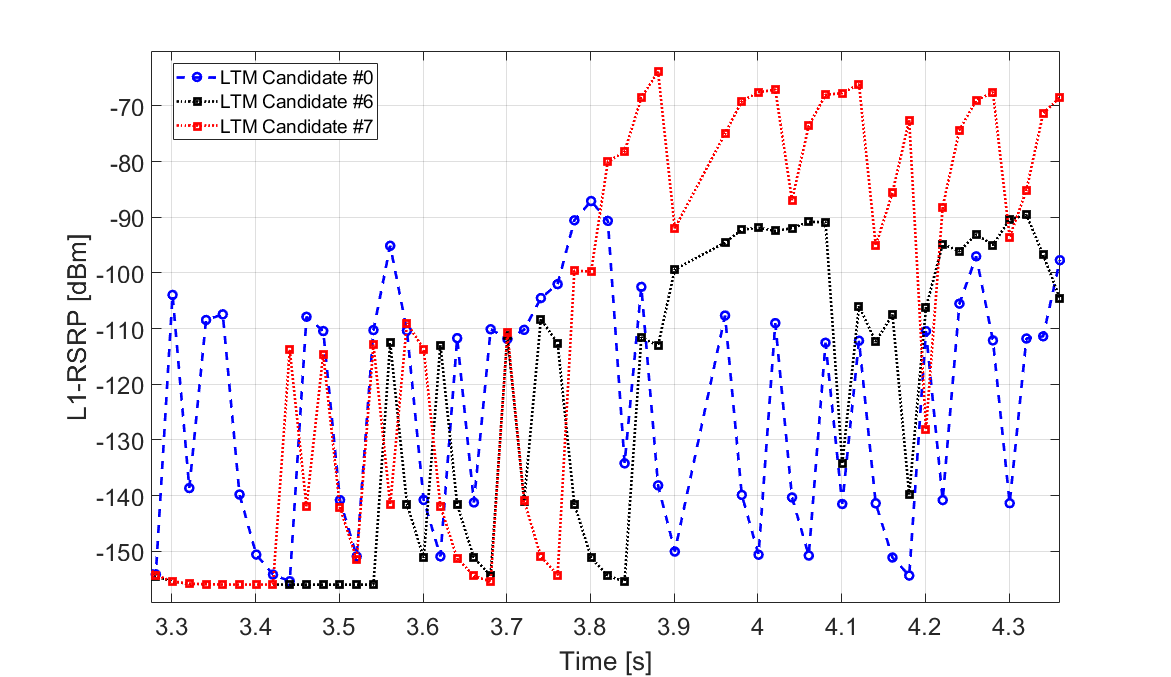 LTM Candidate #0
LTM Candidate #6
LTM Candidate #7
-70
-80
-90
-100
-110
-120
-130
-140
-150
L1-RSRP [dBm]
3.3 3.4 3.5 3.6 3.7 3.8 3.9 4 4.1 4.2 4.3
Time [s]